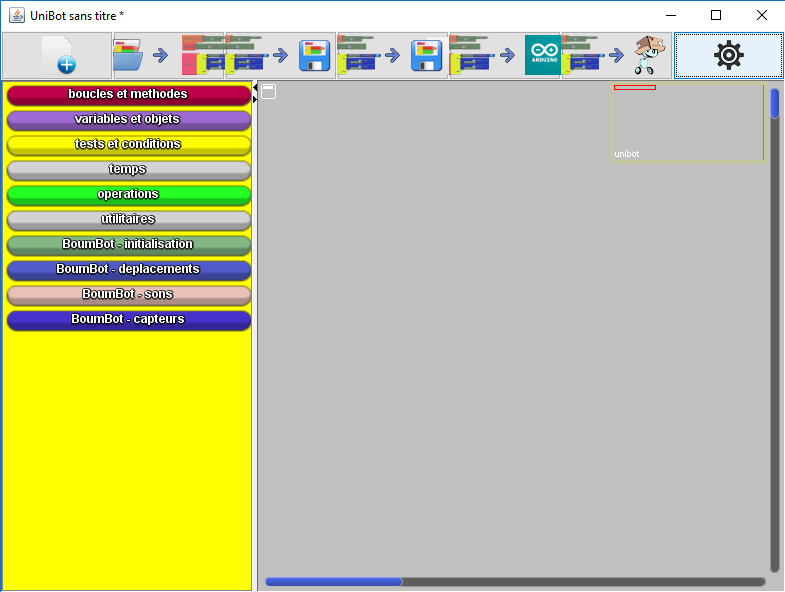 UniBot sans titre *
ARDUINO
boucles et methodes
variables et objets
tests et conditions
temps
operations
utilitaires
BoumBot - initialisation
BoumBot - deplacements
BoumBot - sons
BoumBot - capteurs
unibot